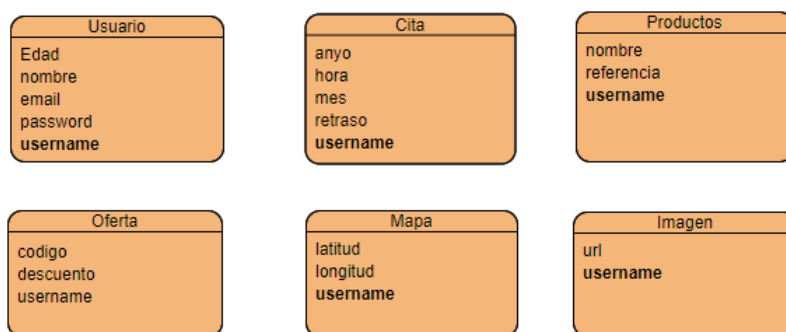 Usuario
Edad
nombre
email
password
username
Cita
anyo
hora
mes
retraso
username
Productos
nombre
referencia
username
Oferta
codigo
descuento
username
Mapa
latitud
longitud
username
Imagen
url
username